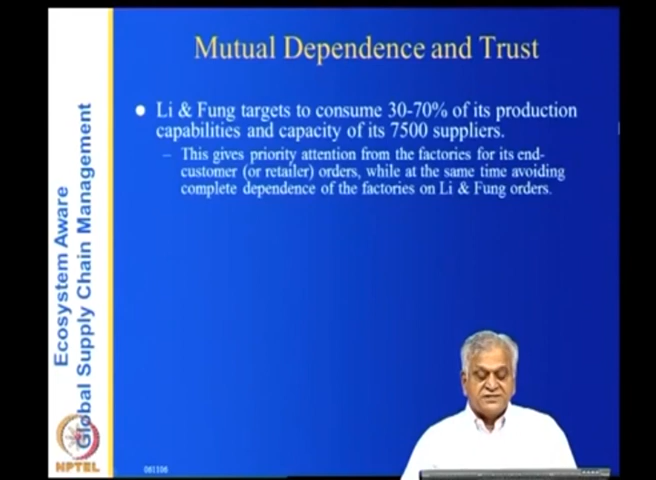 Mutual Dependence and Trust
Li & Fung targets to consume 30-70% of its production
capabilities and capacity of its 7500 suppliers.
– This gives priority attention from the factories for its end-
customer (or retailer) orders, while at the same time avoiding
complete dependence of the factories on Li & Fung orders.
Ecosystem Aware
Global Supply Chain Management
NPTEL
061106